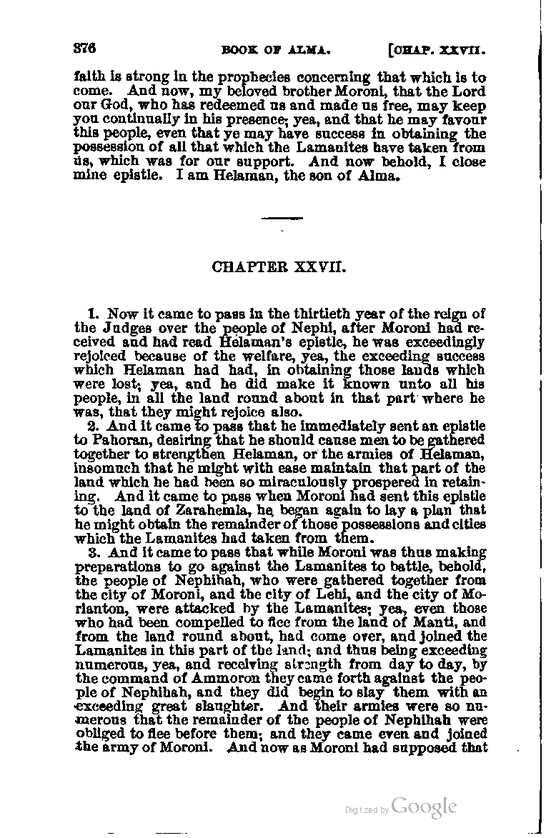 376 BOOK OF ALMA. [CHAP. XXVII.
faith is strong in the prophecies concerning that which is to
come. And now, my beloved brother Moroni, that the Lord
our God, who has redeemed us and made us free, may keep
you continually in his presence; yea, and that he may favour
this people, even that ye may have success in obtaining the
possession of all that which the Lamanites have taken from
us, which was for our support. And now behold, I close
mine epistle. I am Helaman, the son of Alma.
CHAPTER XXVII.
1. Now it came to pass in the thirtieth year of the reign of
the Judges over the people of Nephi, after Moroni had re-
ceived and had read Helaman's epistle, he was exceedingly
rejoiced because of the welfare, yea, the exceeding success
which Helaman had had, in obtaining those lands which
were lost; yea, and he did make it known unto all his
people, in all the land round about in that part where he
was, that they might rejoice also.
2. And it came to pass that he immediately sent an epistle
to Pahoran, desiring that he should cause men to be gathered
together to strengthen Helaman, or the armies of Helaman,
insomuch that he might with ease maintain that part of the
land which he had been so miraculously prospered in retain-
ing. And it came to pass when Moroni had sent this epistle
to the land of Zarahemla, he began again to lay a plan that
he might obtain the remainder of those possessions and cities
which the Lamanites had taken from them.
3. And it came to pass that while Moroni was thus making
preparations to go against the Lamanites to battle, behold,
the people of Nephihah, who were gathered together from
the city of Moroni, and the city of Lehi, and the city of Mo-
rianton, were attacked by the Lamanites; yea, even those
who had been compelled to flee from the land of Manti, and
from the land round about, had come over, and joined the
Lamanites in this part of the land; and thus being exceeding
numerous, yea, and receiving strength from day to day, by
the command of Ammoron they came forth against the peo-
ple of Nephihah, and they did begin to slay them with an
exceeding great slaughter. And their armies were so nu-
merous that the remainder of the people of Nephihah were
obliged to flee before them; and they came even and joined
the army of Moroni. And now as Moroni had supposed that
Digitized by Google